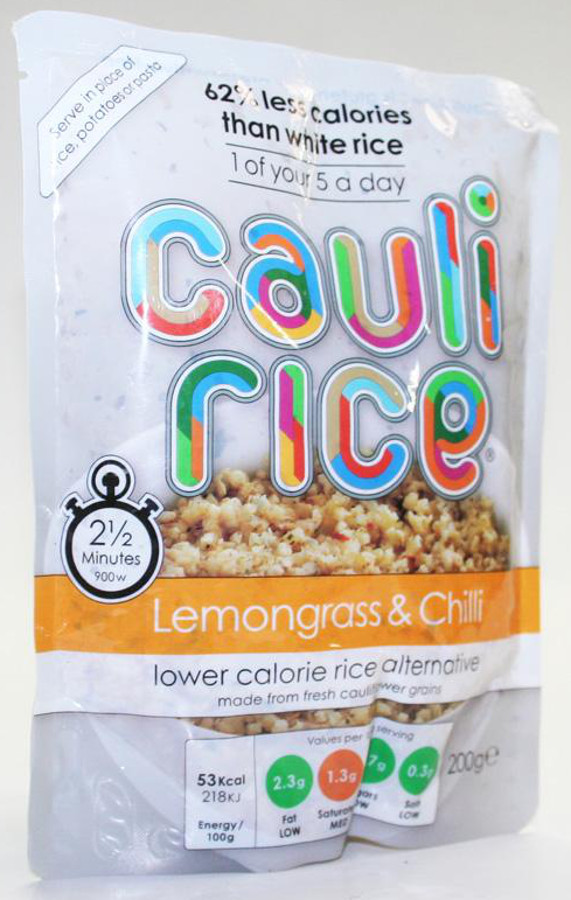 Serve in place of
rice, potatoes or pasta
62% less calories
than white rice
1 of your 5 a day
cauli
rice®
2½
Minutes
900w
Lemongrass & Chilli
lower calorie rice alternative
made from fresh cauliflower grains
Values per serving
53Kcal
218KJ
Energy/
100g
2.3g
Fat
LOW
1.3g
MED
7g
0.3g
Salt
LOW
200g℮